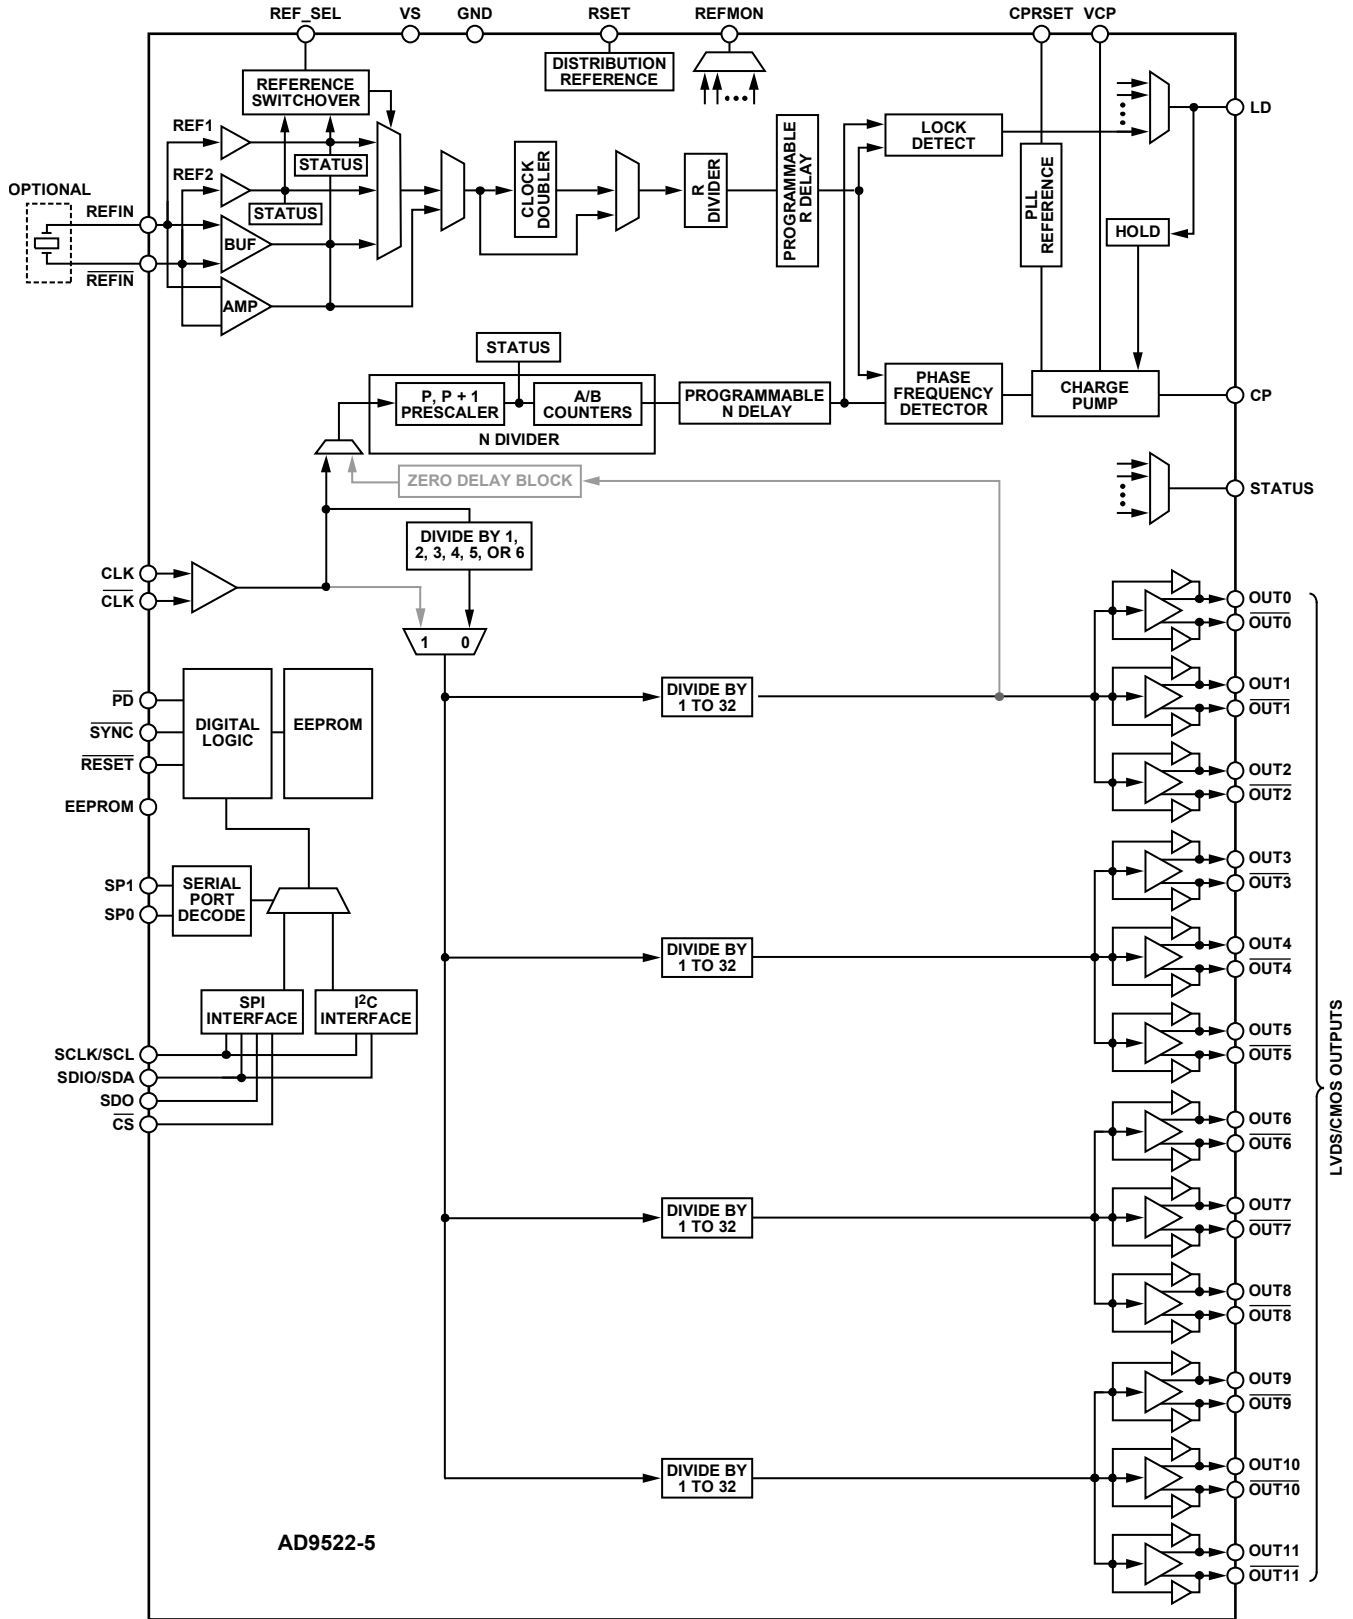 REF_SEL
VS
GND
RSET
REFMON
CPRSET
VCP
DISTRIBUTION
REFERENCE
REFERENCE
SWITCHOVER
REF1
STATUS
REF2
STATUS
OPTIONAL
REFIN
REFIN
BUF
AMP
CLOCK
DOUBLER
R
DIVIDER
PROGRAMMABLE
R DELAY
LOCK
DETECT
PLL
REFERENCE
LD
HOLD
STATUS
P, P + 1
PRESCALER
A/B
COUNTERS
N DIVIDER
PROGRAMMABLE
N DELAY
PHASE
FREQUENCY
DETECTOR
CHARGE
PUMP
CP
ZERO DELAY BLOCK
STATUS
DIVIDE BY 1,
2, 3, 4, 5, OR 6
CLK
CLK
1 0
OUT0
OUT0
DIVIDE BY
1 TO 32
OUT1
OUT1
OUT2
OUT2
PD
SYNC
RESET
EEPROM
DIGITAL
LOGIC
EEPROM
SP1
SP0
SERIAL
PORT
DECODE
OUT3
OUT3
DIVIDE BY
1 TO 32
OUT4
OUT4
OUT5
OUT5
SPI
INTERFACE
I2C
INTERFACE
SCLK/SCL
SDIO/SDA
SDO
CS
LVDS/CMOS OUTPUTS
OUT6
OUT6
DIVIDE BY
1 TO 32
OUT7
OUT7
OUT8
OUT8
OUT9
OUT9
DIVIDE BY
1 TO 32
OUT10
OUT10
OUT11
OUT11
AD9522-5